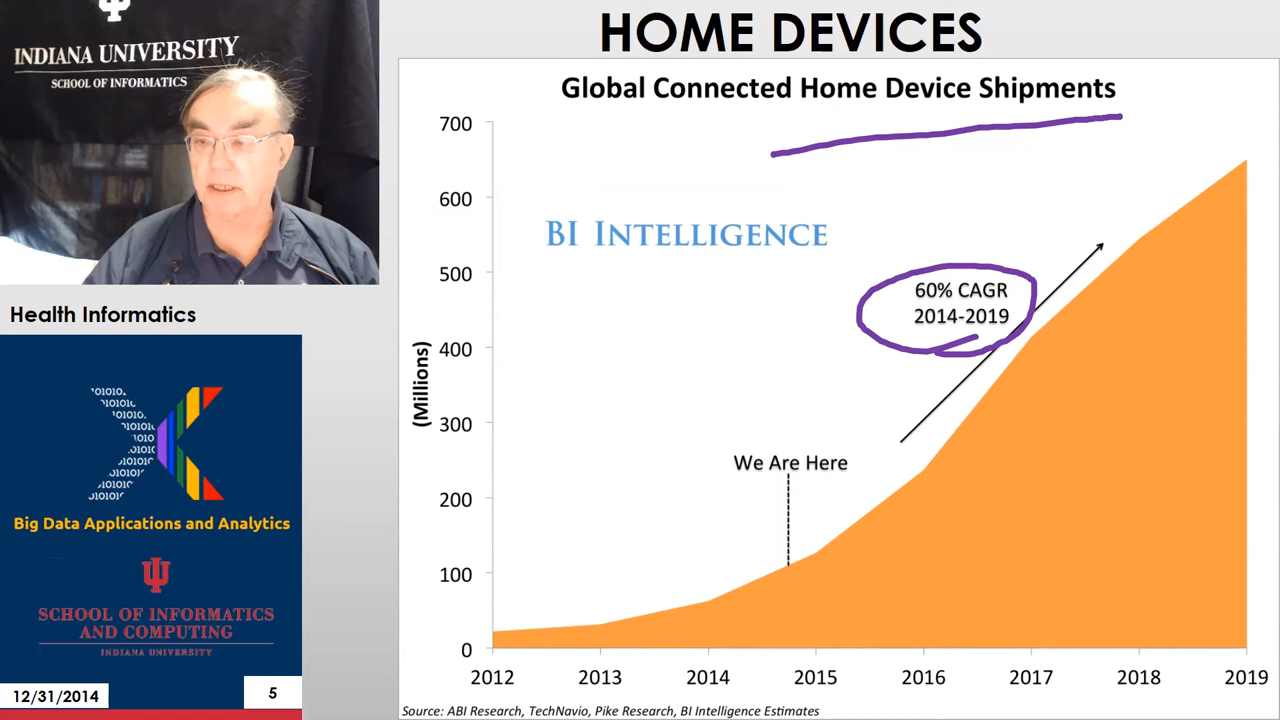 INDIANA UNIVERSITY
SCHOOL OF INFORMATICS
HOME DEVICES
Global Connected Home Device Shipments
700
600
500
400
300
200
100
0
(Millions)
BI INTELLIGENCE
60% CAGR
2014-2019
We Are Here
2012 2013 2014 2015 2016 2017 2018 2019
Source: ABI Research, TechNavio, Pike Research, BI Intelligence Estimates
Health Informatics
Big Data Applications and Analytics
SCHOOL OF INFORMATICS
AND COMPUTING
INDIANA UNIVERSITY
12/31/2014
5